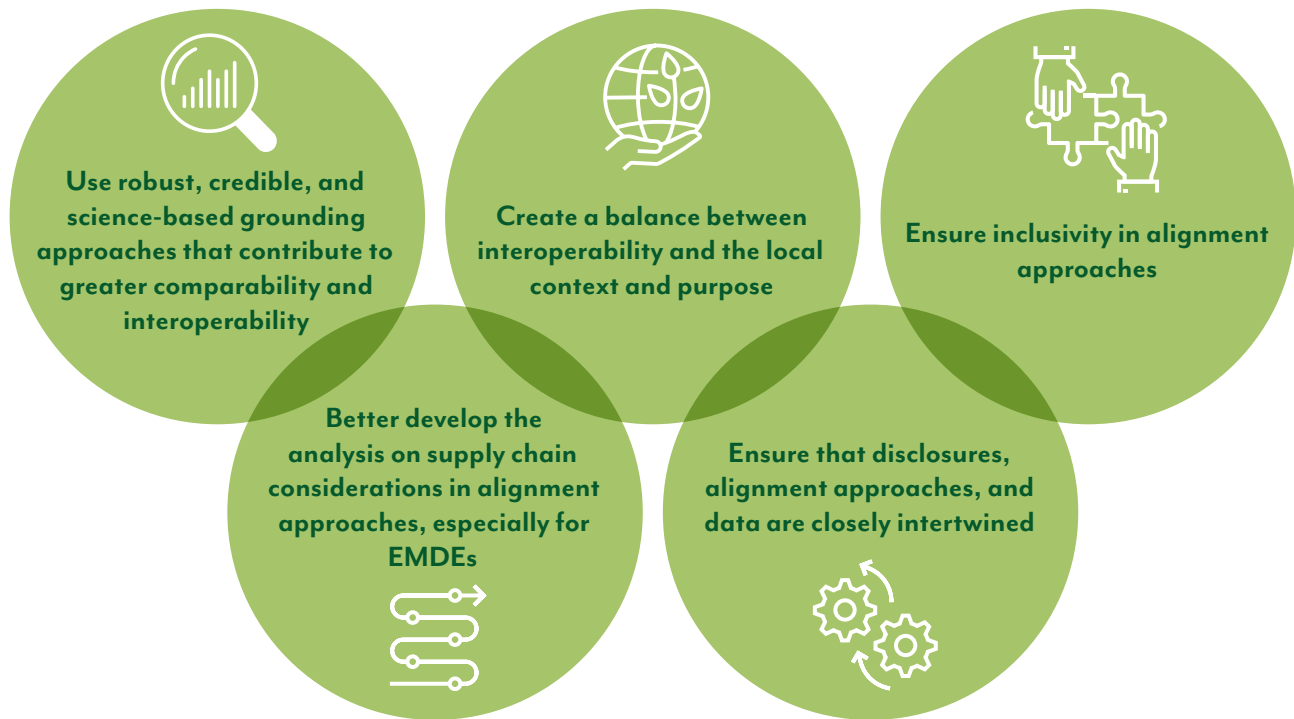 Use robust, credible, and
science-based grounding
approaches that contribute to
greater comparability and
interoperability
Create a balance between
interoperability and the local
context and purpose
Ensure inclusivity in alignment
approaches
Better develop the
analysis on supply chain
considerations in alignment
approaches, especially for
EMDEs
Ensure that disclosures,
alignment approaches, and
data are closely intertwined